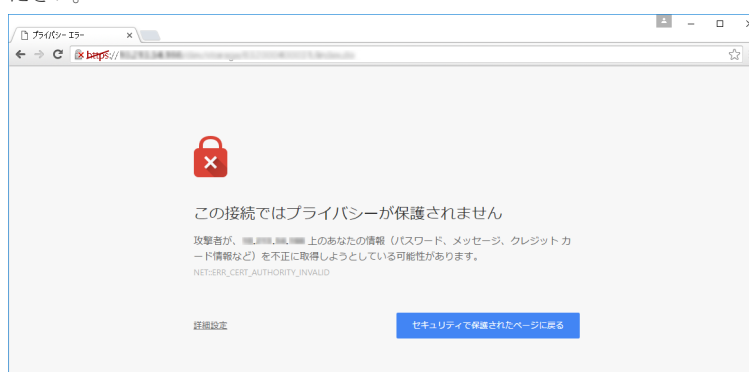 ださい。
プライバシー エラー
https://
この接続ではプライバシーが保護されません
攻撃者が、 上のあなたの情報（パスワード、メッセージ、クレジット カ
ード情報など）を不正に取得しようとしている可能性があります。
NET::ERR_CERT_AUTHORITY_INVALID
詳細設定
セキュリティで保護されたページに戻る